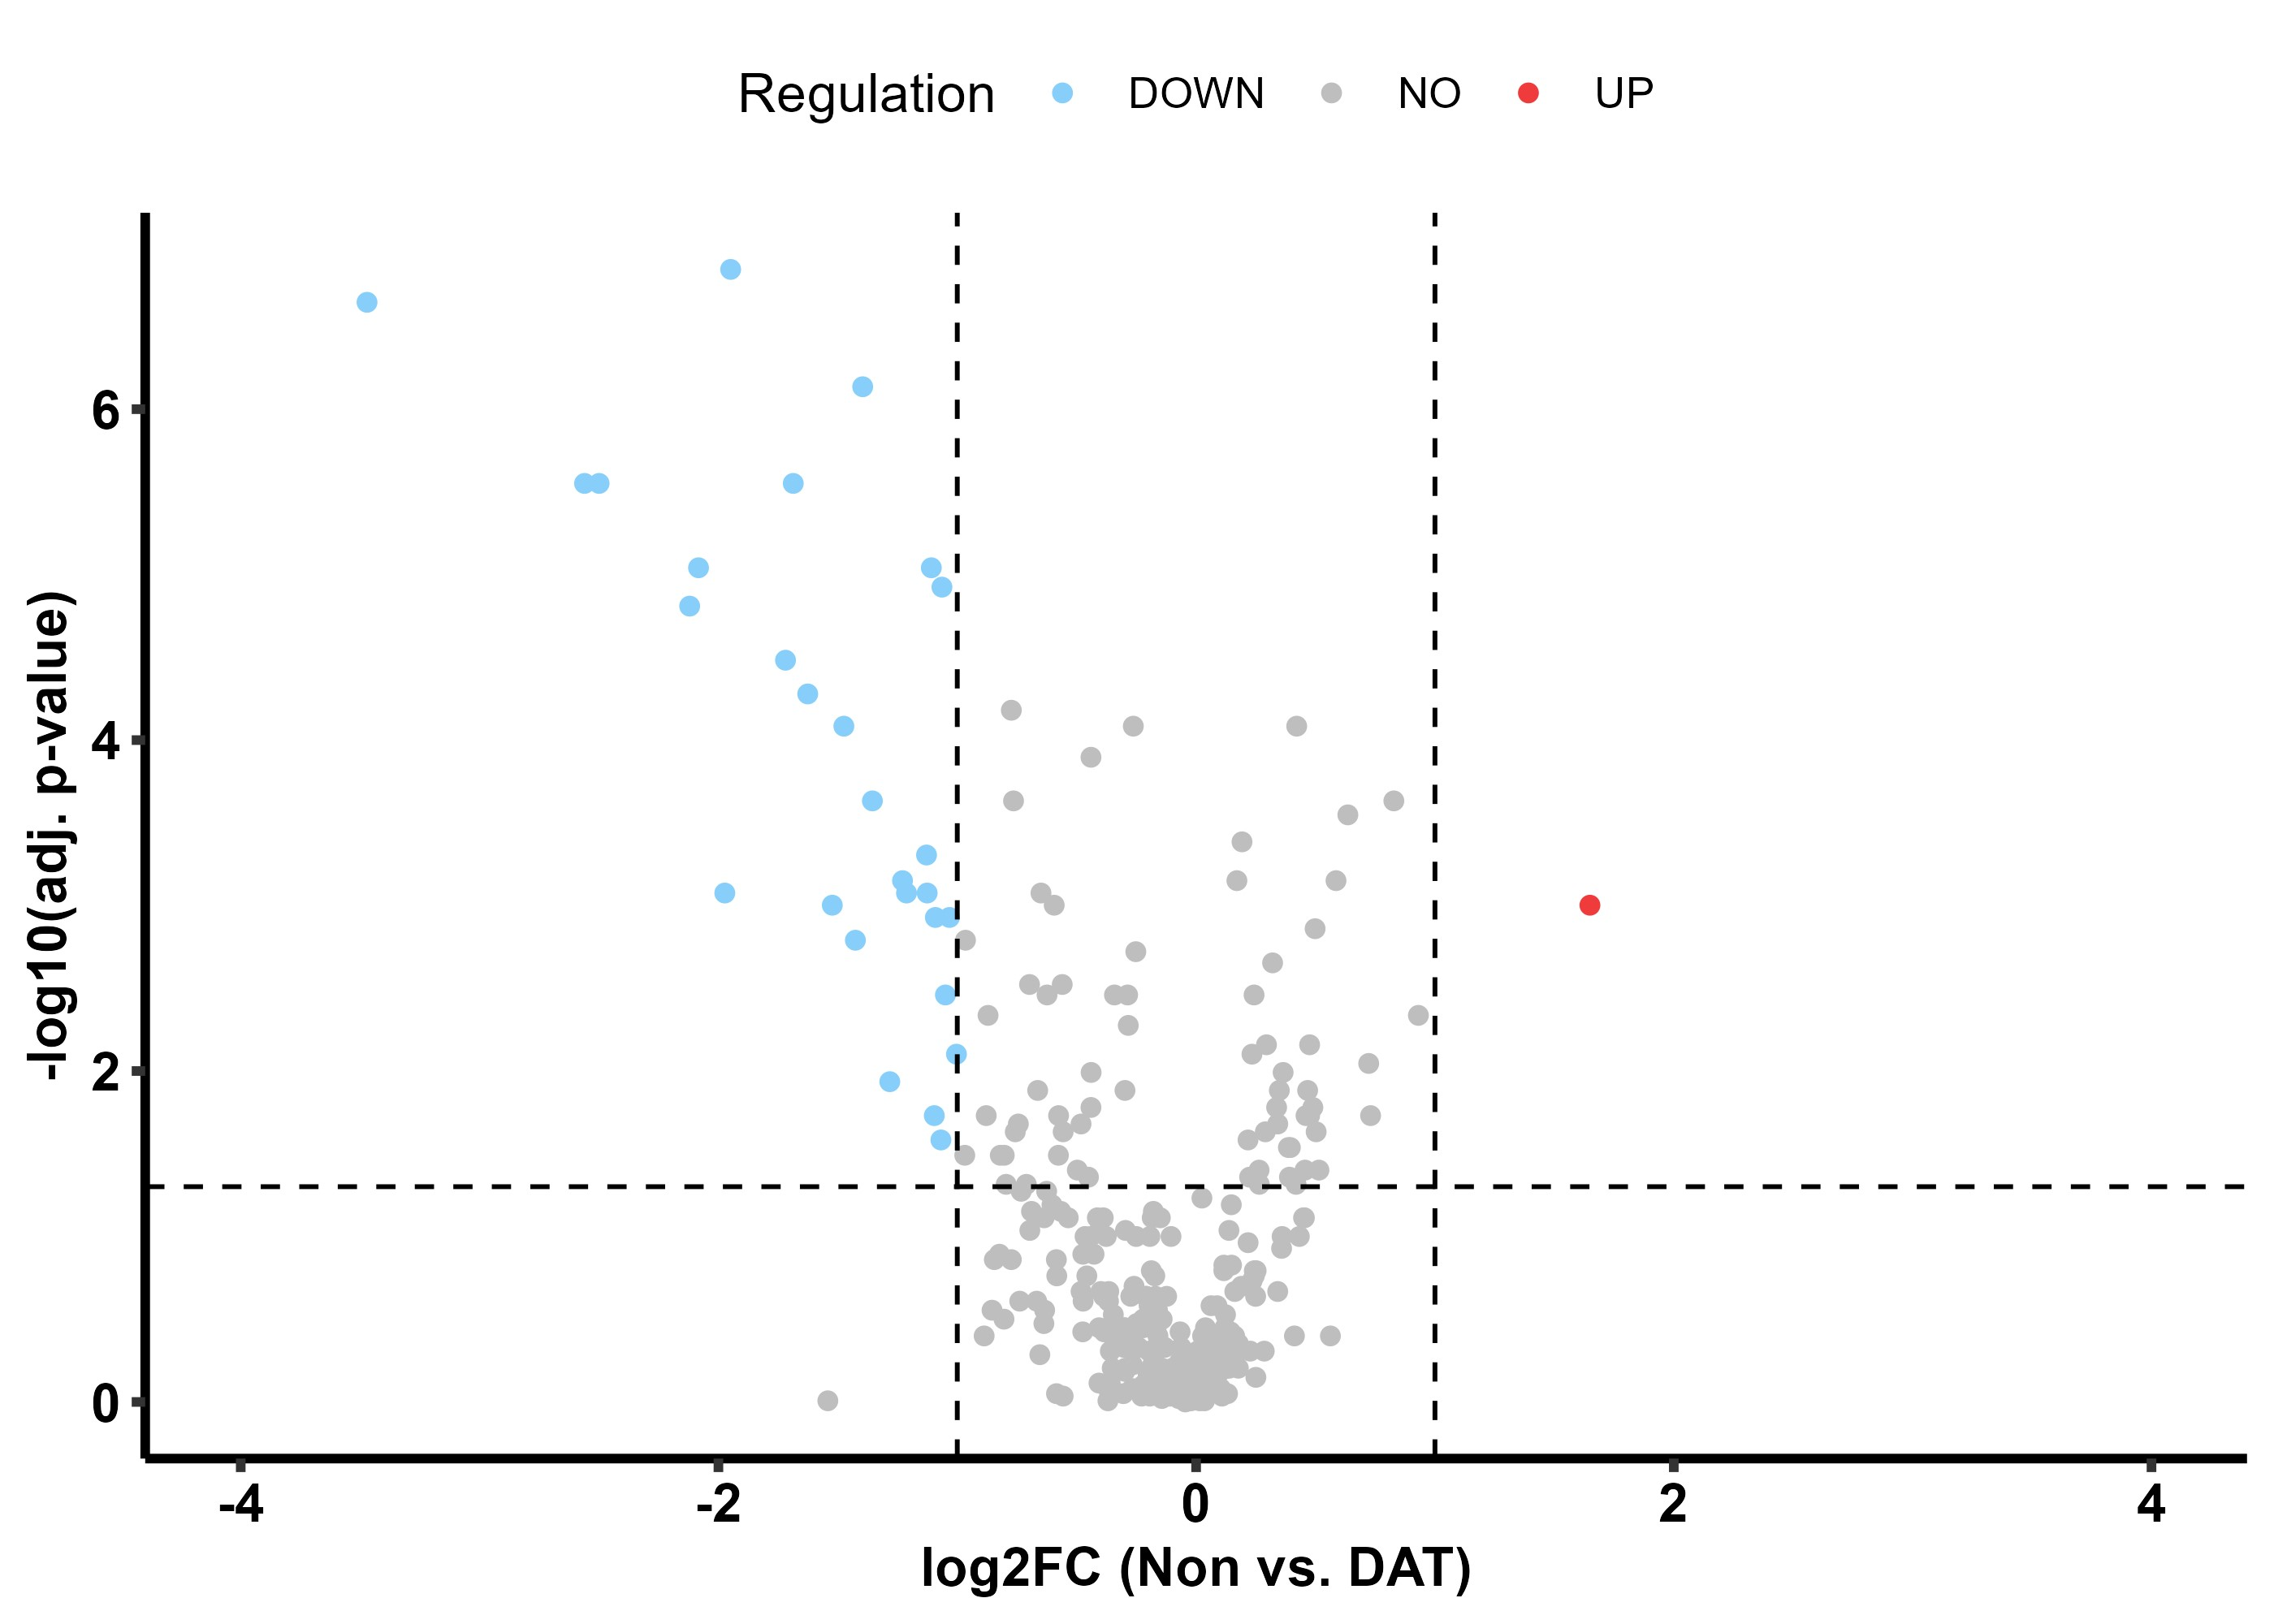 Regulation DOWN NO UP
6
4
2
0
-log10(adj. p-value)
-4 -2 0 2 4
log2FC (Non vs. DAT)